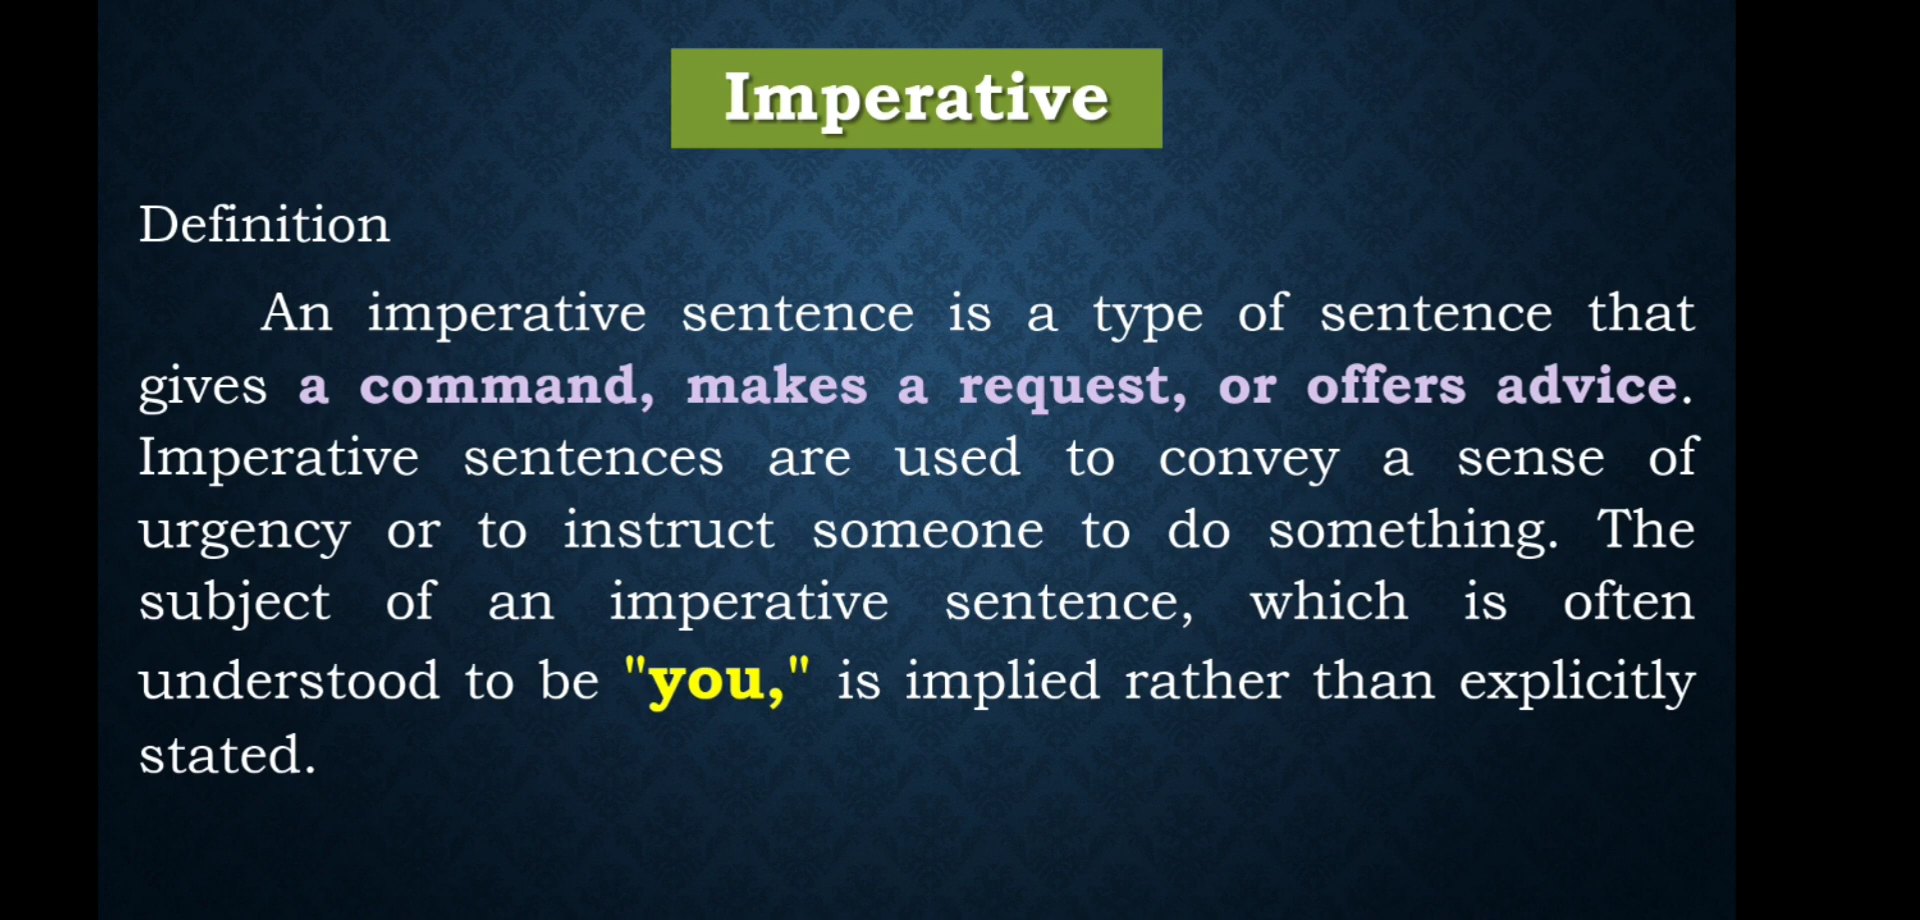 Imperative
Definition
An imperative sentence is a type of sentence that
gives a command, makes a request, or offers advice.
Imperative sentences are used to convey a sense of
urgency or to instruct someone to do something. The
subject of an imperative sentence, which is often
understood to be "you," is implied rather than explicitly
stated.